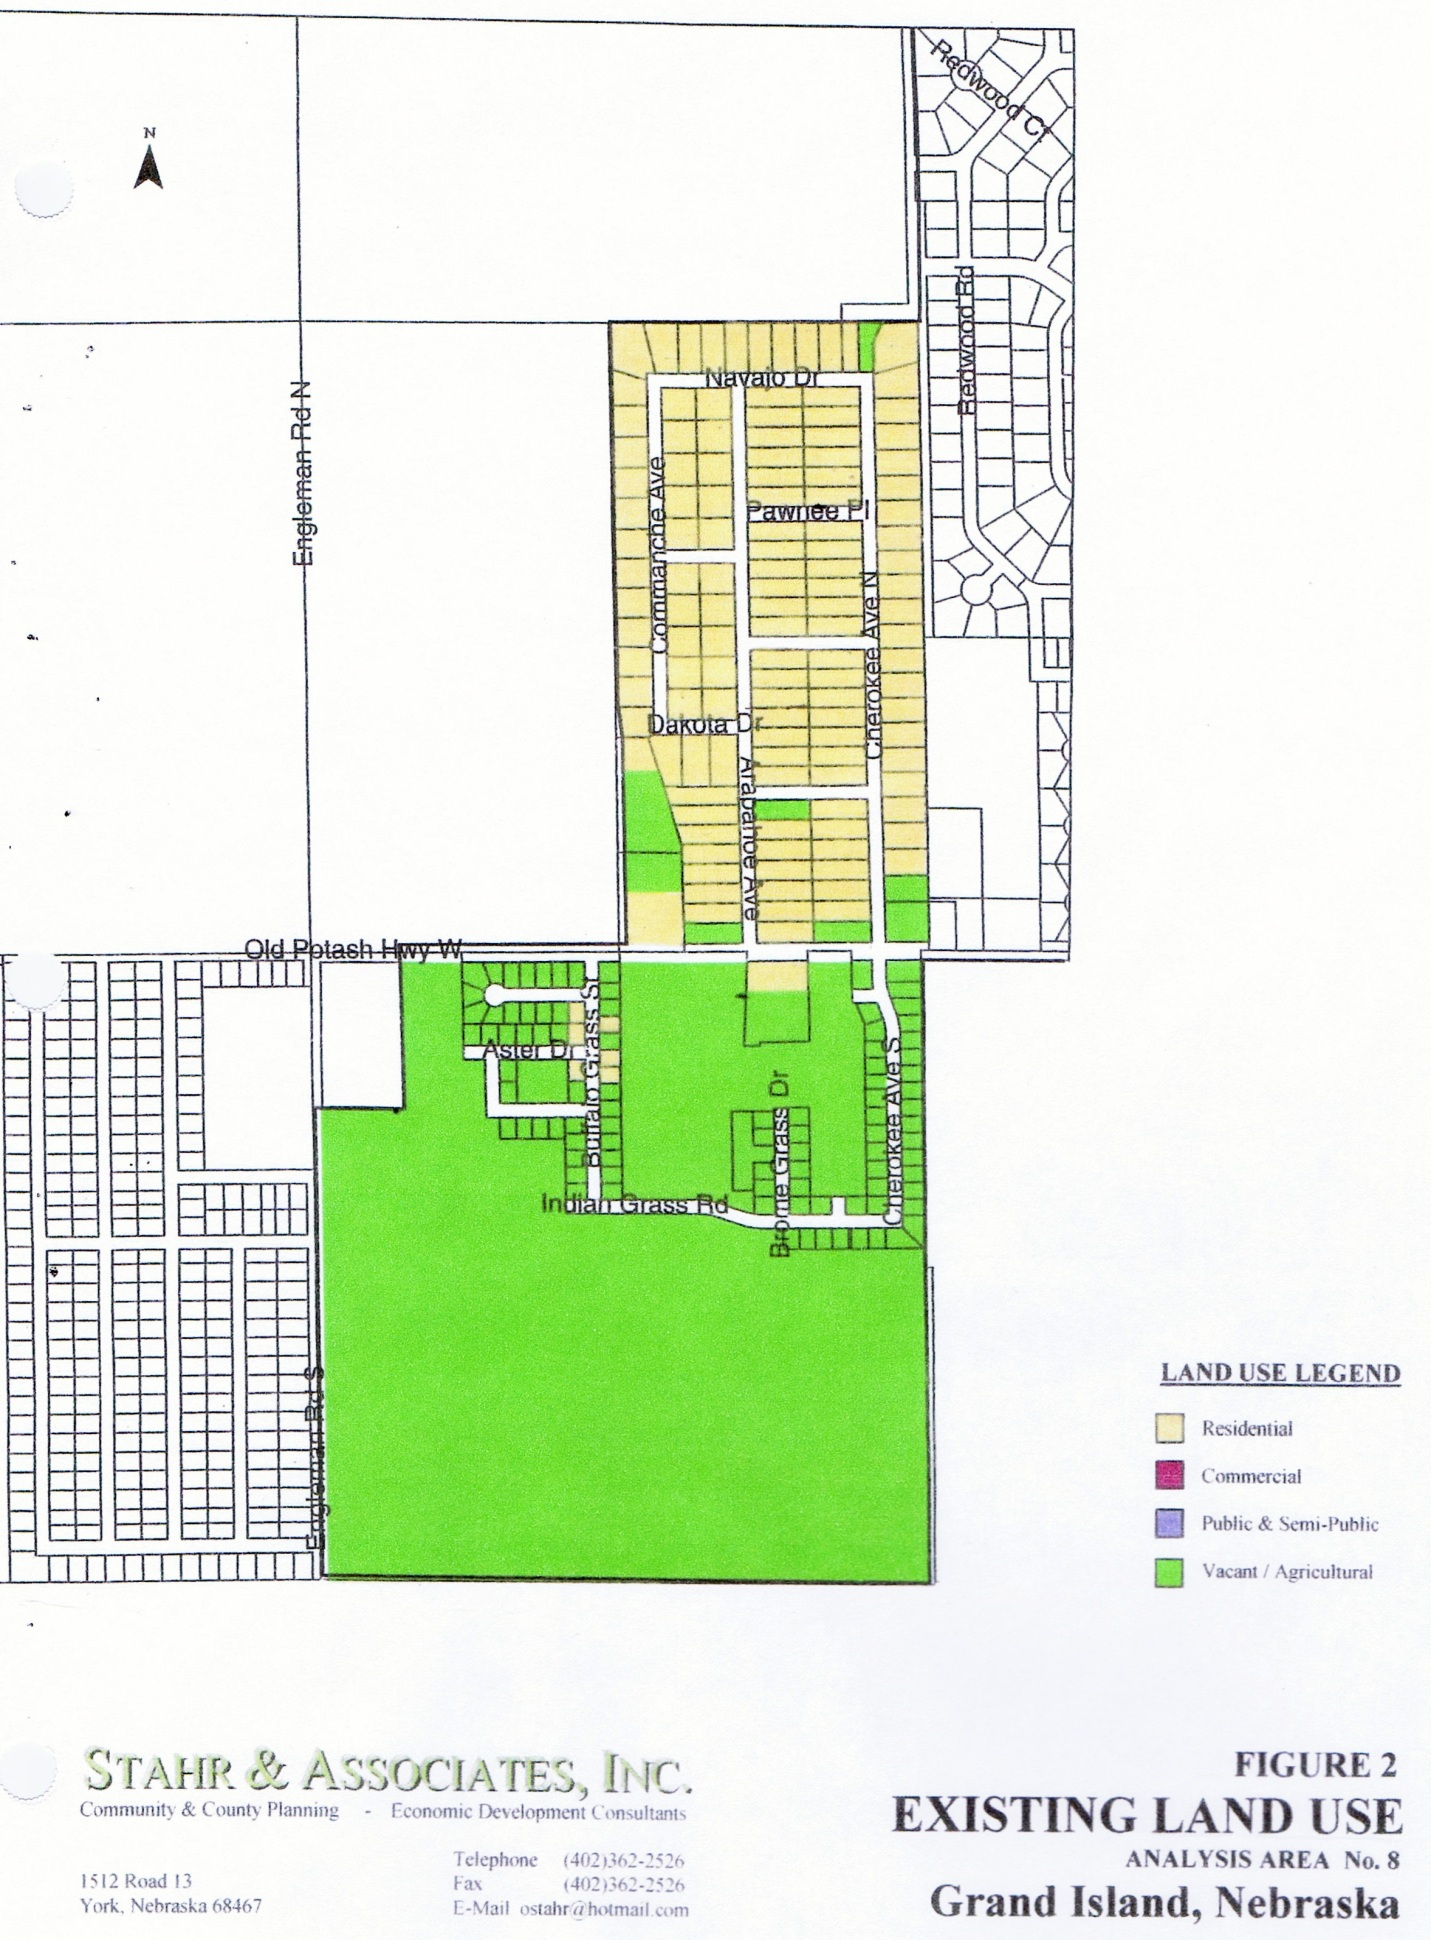 N
Redwood Ct
Redwood Rd
Engleman Rd N
Navajo Dr
Commanche Ave
Pawnee Pl
Cherokee Ave N
Dakota Dr
Arapahoe Ave
Old Potash Hwy W
Buffalo Grass St
Aster Dr
Cherokee Ave S
Brome Grass Dr
Indian Grass Rd
Engleman Rd S
LAND USE LEGEND
Residential
Commercial
Public & Semi-Public
Vacant / Agricultural
STAHR & ASSOCIATES, INC.
Community & County Planning - Economic Development Consultants
1512 Road 13
York, Nebraska 68467
Telephone (402)362-2526
Fax (402)362-2526
E-Mail ostahr@hotmail.com
FIGURE 2
EXISTING LAND USE
ANALYSIS AREA No. 8
Grand Island, Nebraska